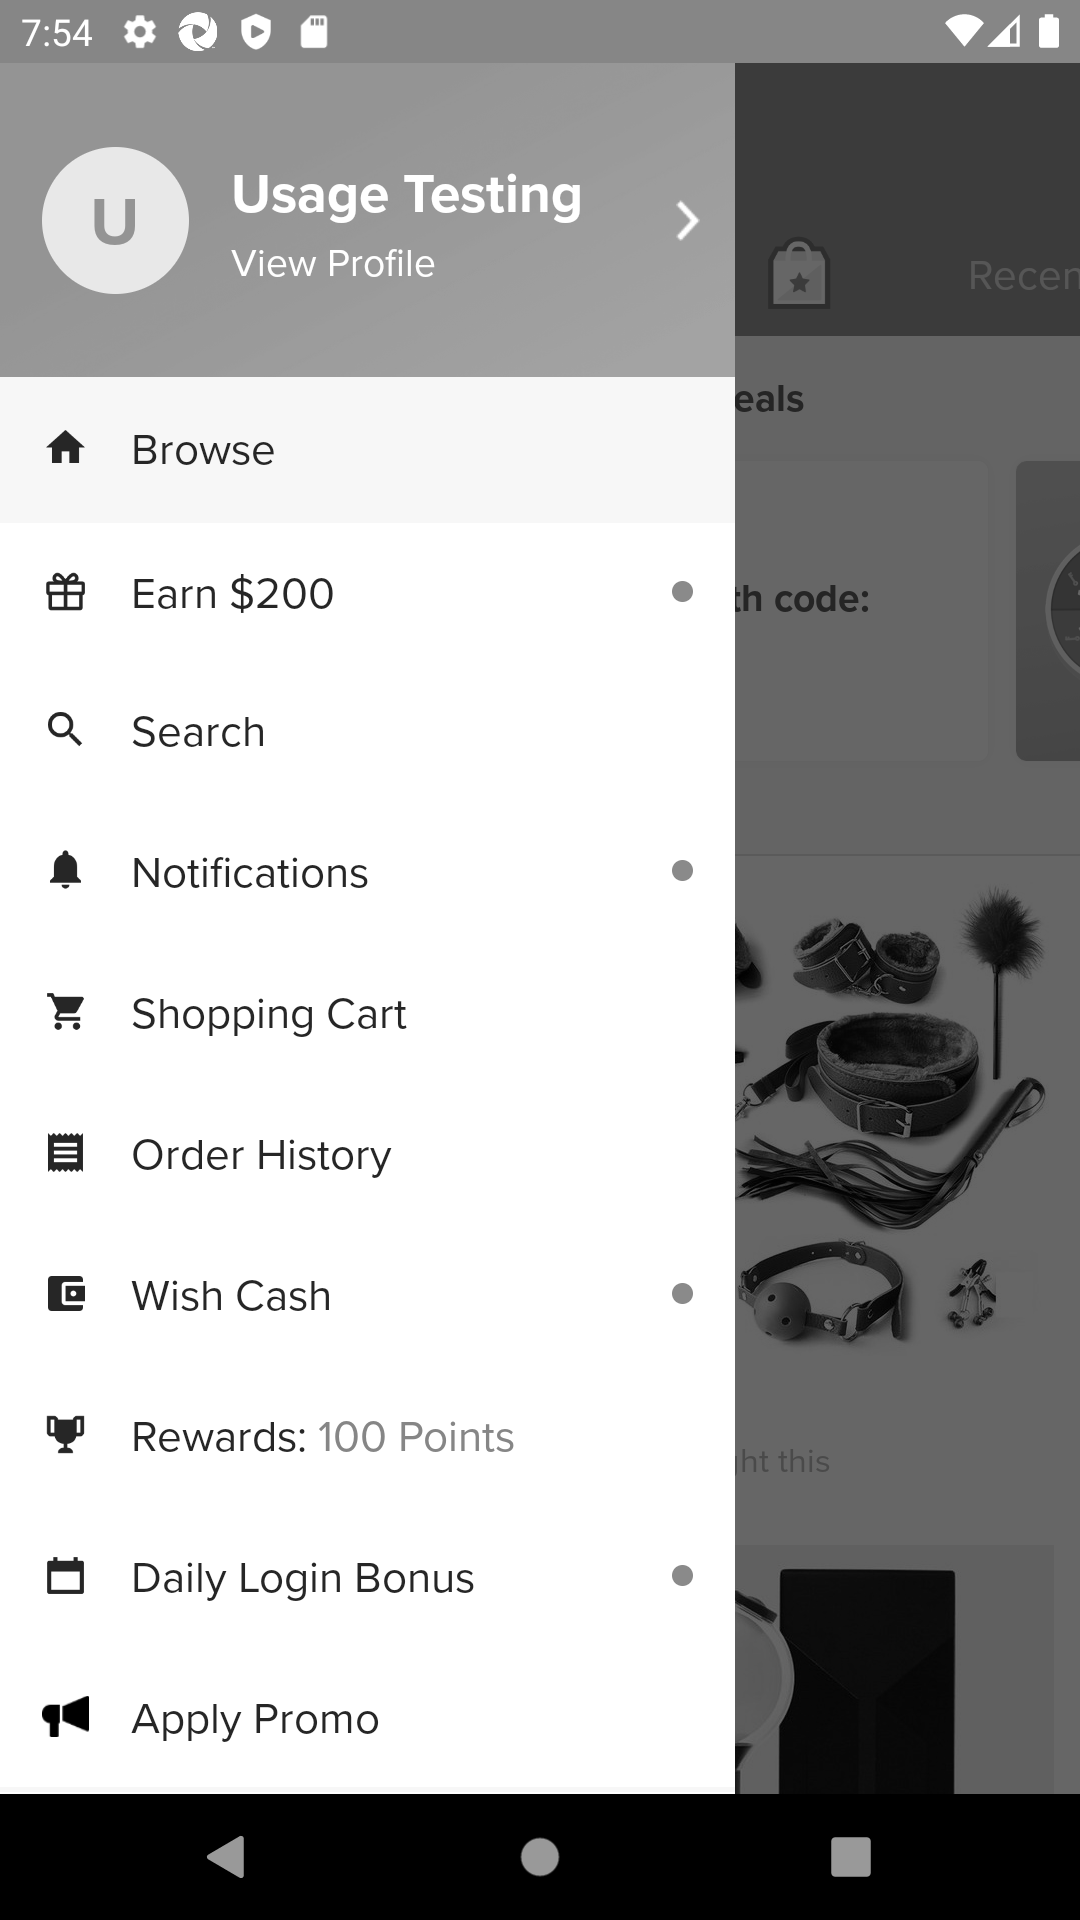 7:54
U
Usage Testing
View Profile
Recen
eals
Browse
th code:
Earn $200
Search
Notifications
Shopping Cart
Order History
Wish Cash
Rewards: 100 Points
ght this
Daily Login Bonus
Apply Promo